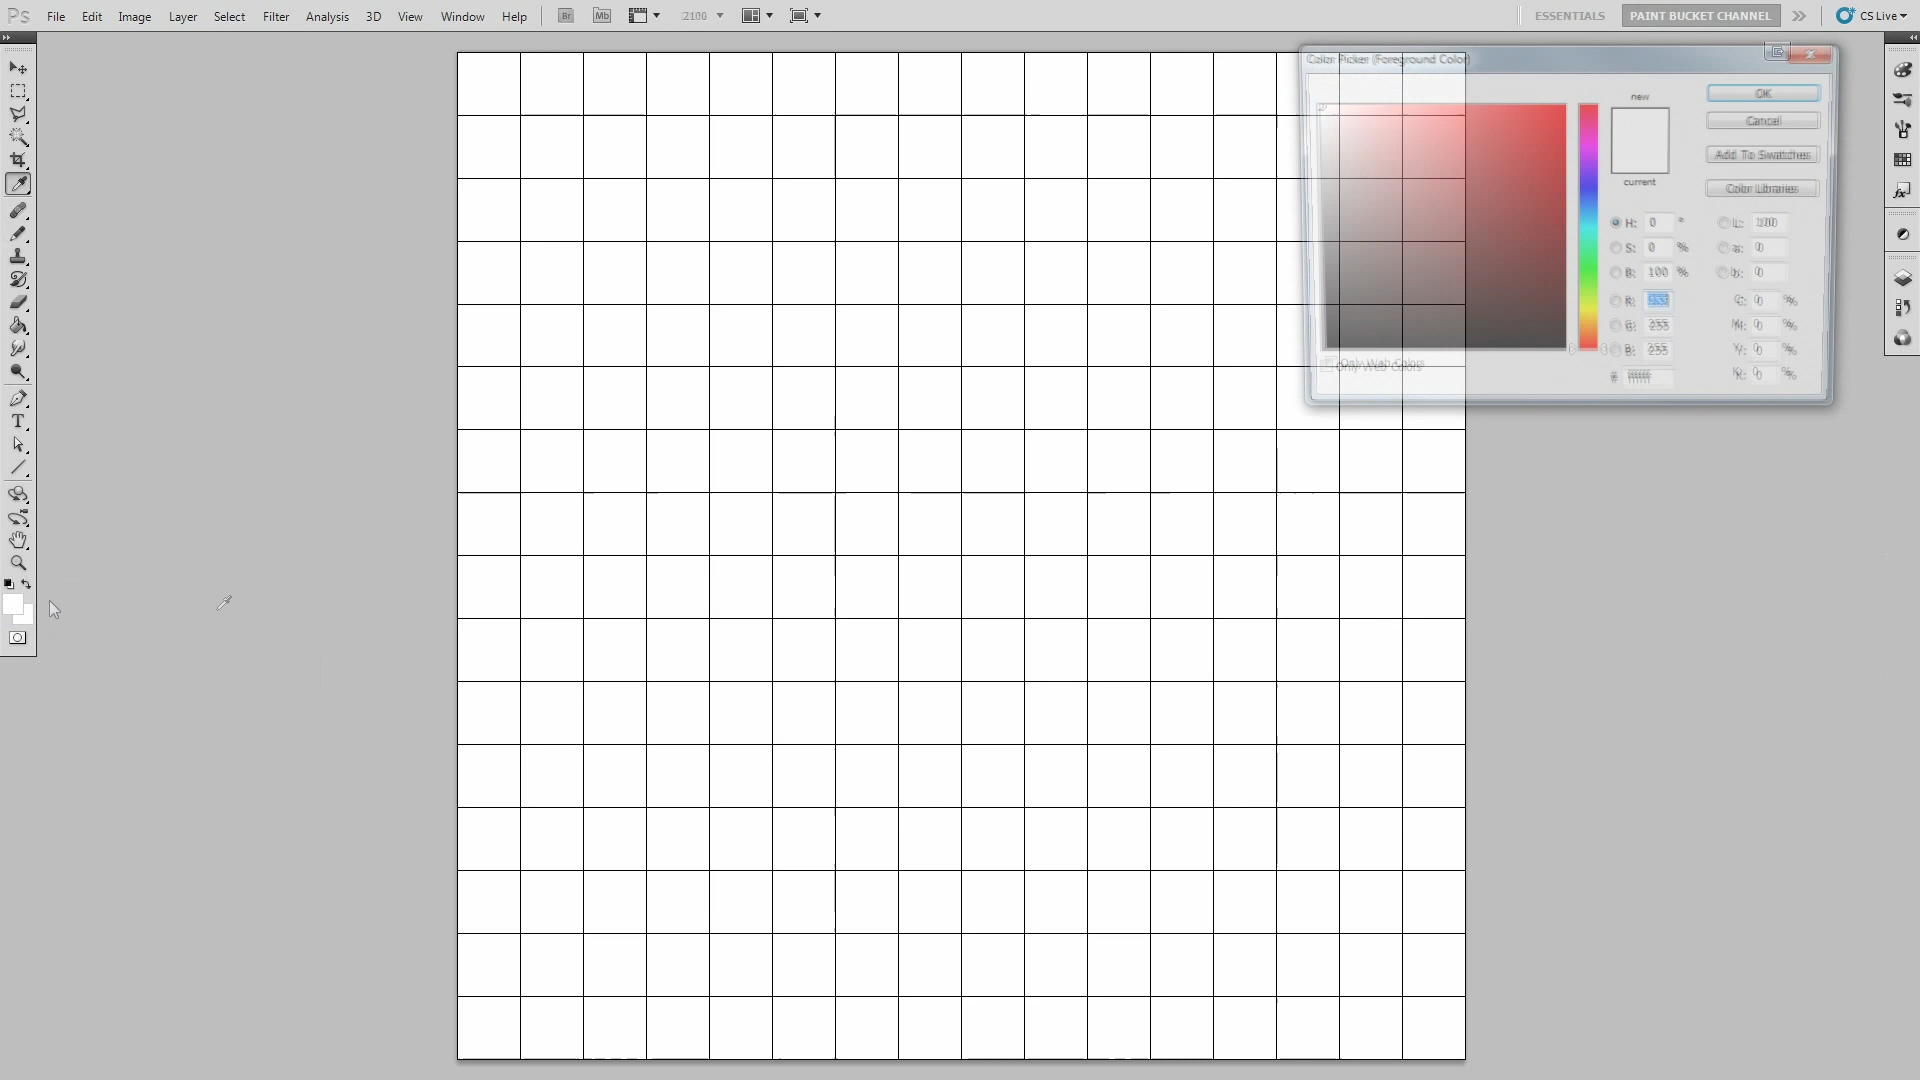 Ps File Edit Image Layer Select Filter Analysis 3D View Window Help Br Mb 2100 ESSENTIALS PAINT BUCKET CHANNEL CS Live
Color Picker (Foreground Color)
new
current
OK
Cancel
Add To Swatches
Color Libraries
H: 0 ° L: 100
S: 0 % a: 0
B: 100 % b: 0
R: 255 C: 0 %
G: 255 M: 0 %
B: 255 Y: 0 %
# ffffff K: 0 %
Only Web Colors
T
fx